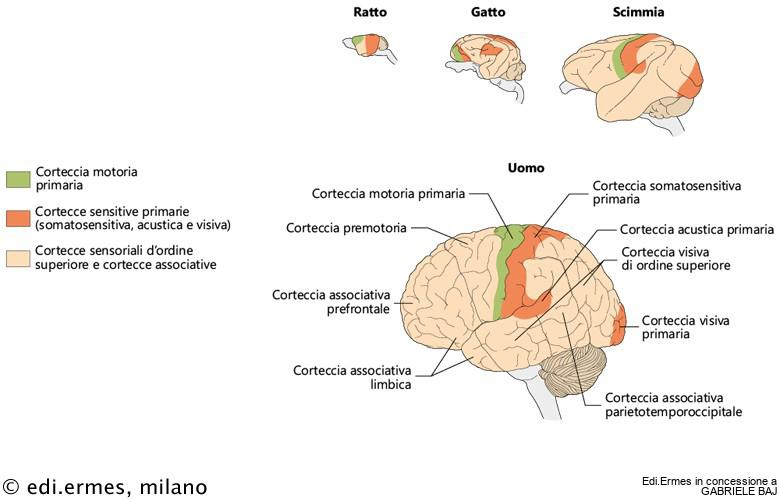 Ratto
Gatto
Scimmia
Corteccia motoria
primaria
Cortecce sensitive primarie
(somatosensitiva, acustica e visiva)
Cortecce sensoriali d'ordine
superiore e cortecce associative
Uomo
Corteccia motoria primaria
Corteccia premotoria
Corteccia associativa
prefrontale
Corteccia associativa
limbica
Corteccia somatosensitiva
primaria
Corteccia acustica primaria
Corteccia visiva
di ordine superiore
Corteccia visiva
primaria
Corteccia associativa
parietotemporoccipitale
© edi.ermes, milano
Edi.Ermes in concessione a
GABRIELE BAJ